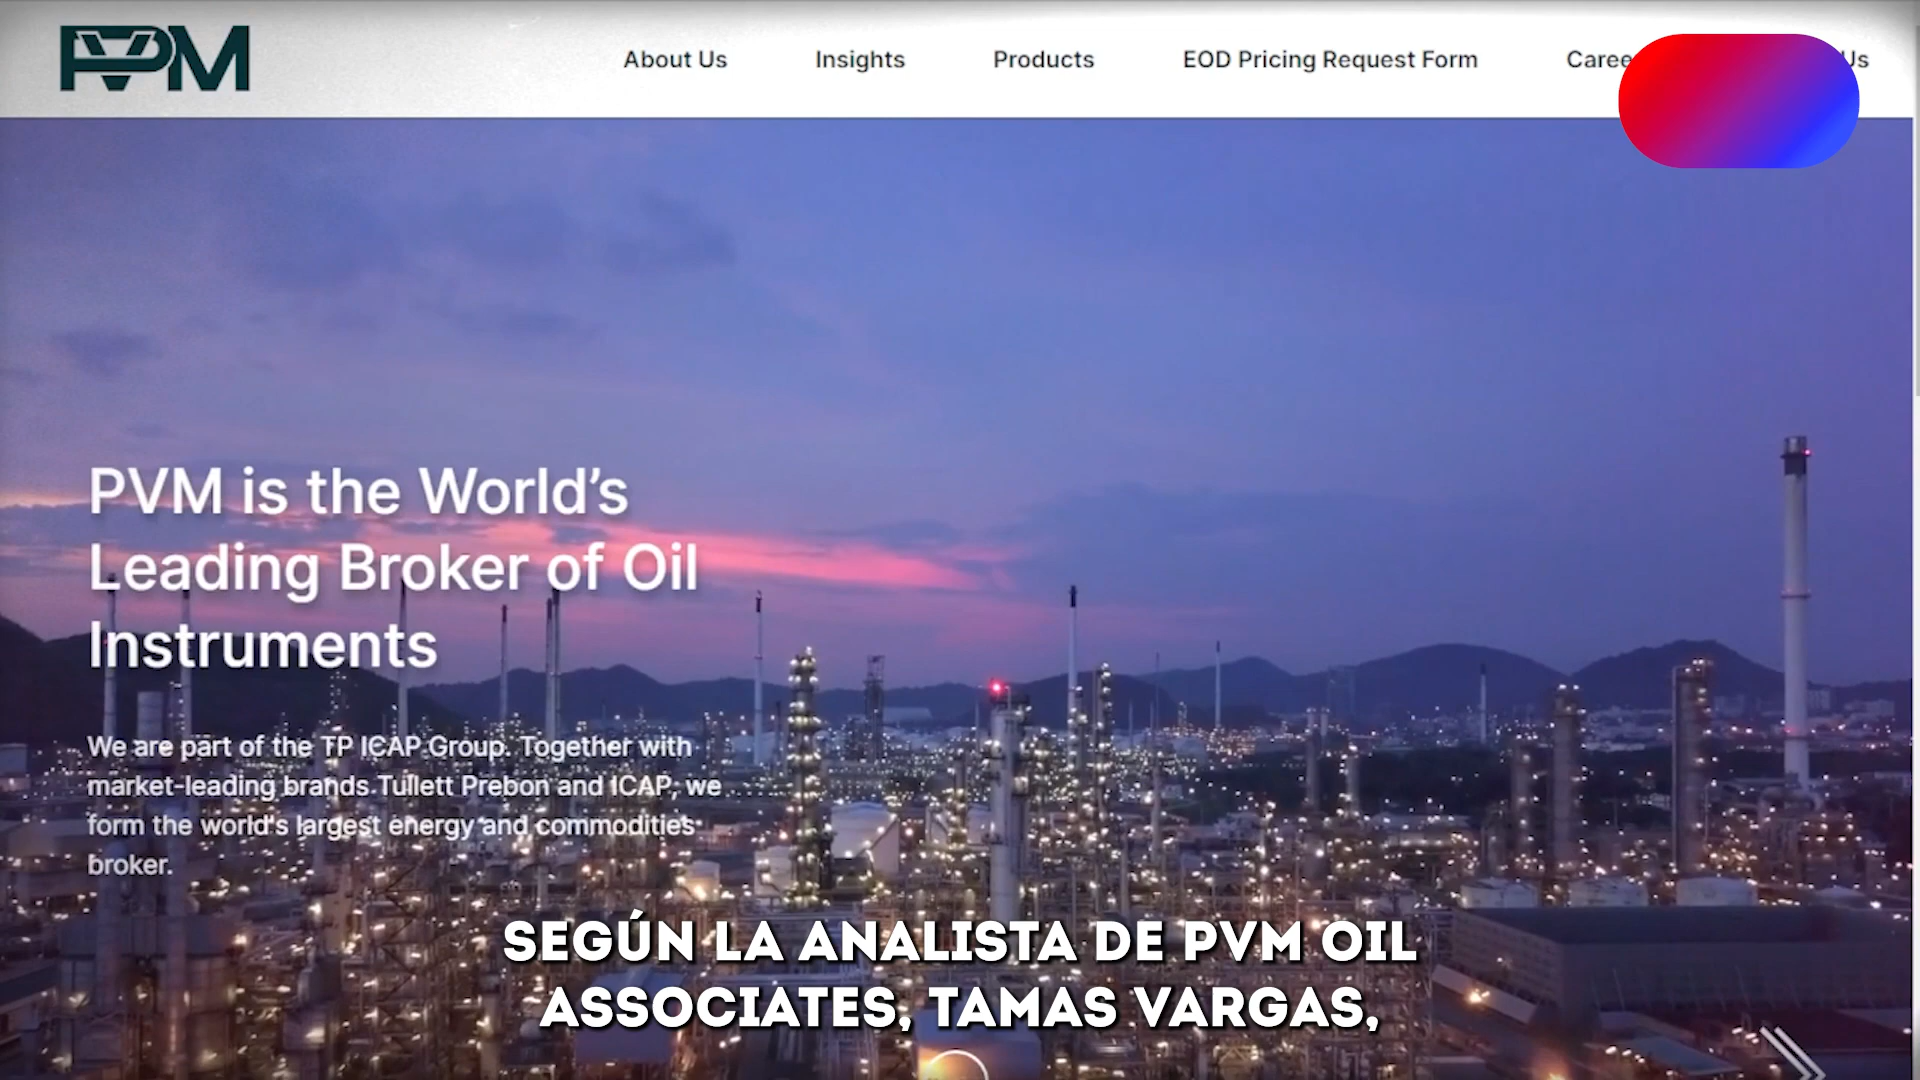 PVM
About Us
Insights
Products
EOD Pricing Request Form
Us
PVM is the World’s
Leading Broker of Oil
Instruments
We are part of the TP ICAP Group. Together with
market-leading brands Tullett Prebon and ICAP, we
form the world's largest energy and commodities
broker.
SEGÚN LA ANALISTA DE PVM OIL
ASSOCIATES, TAMAS VARGAS,